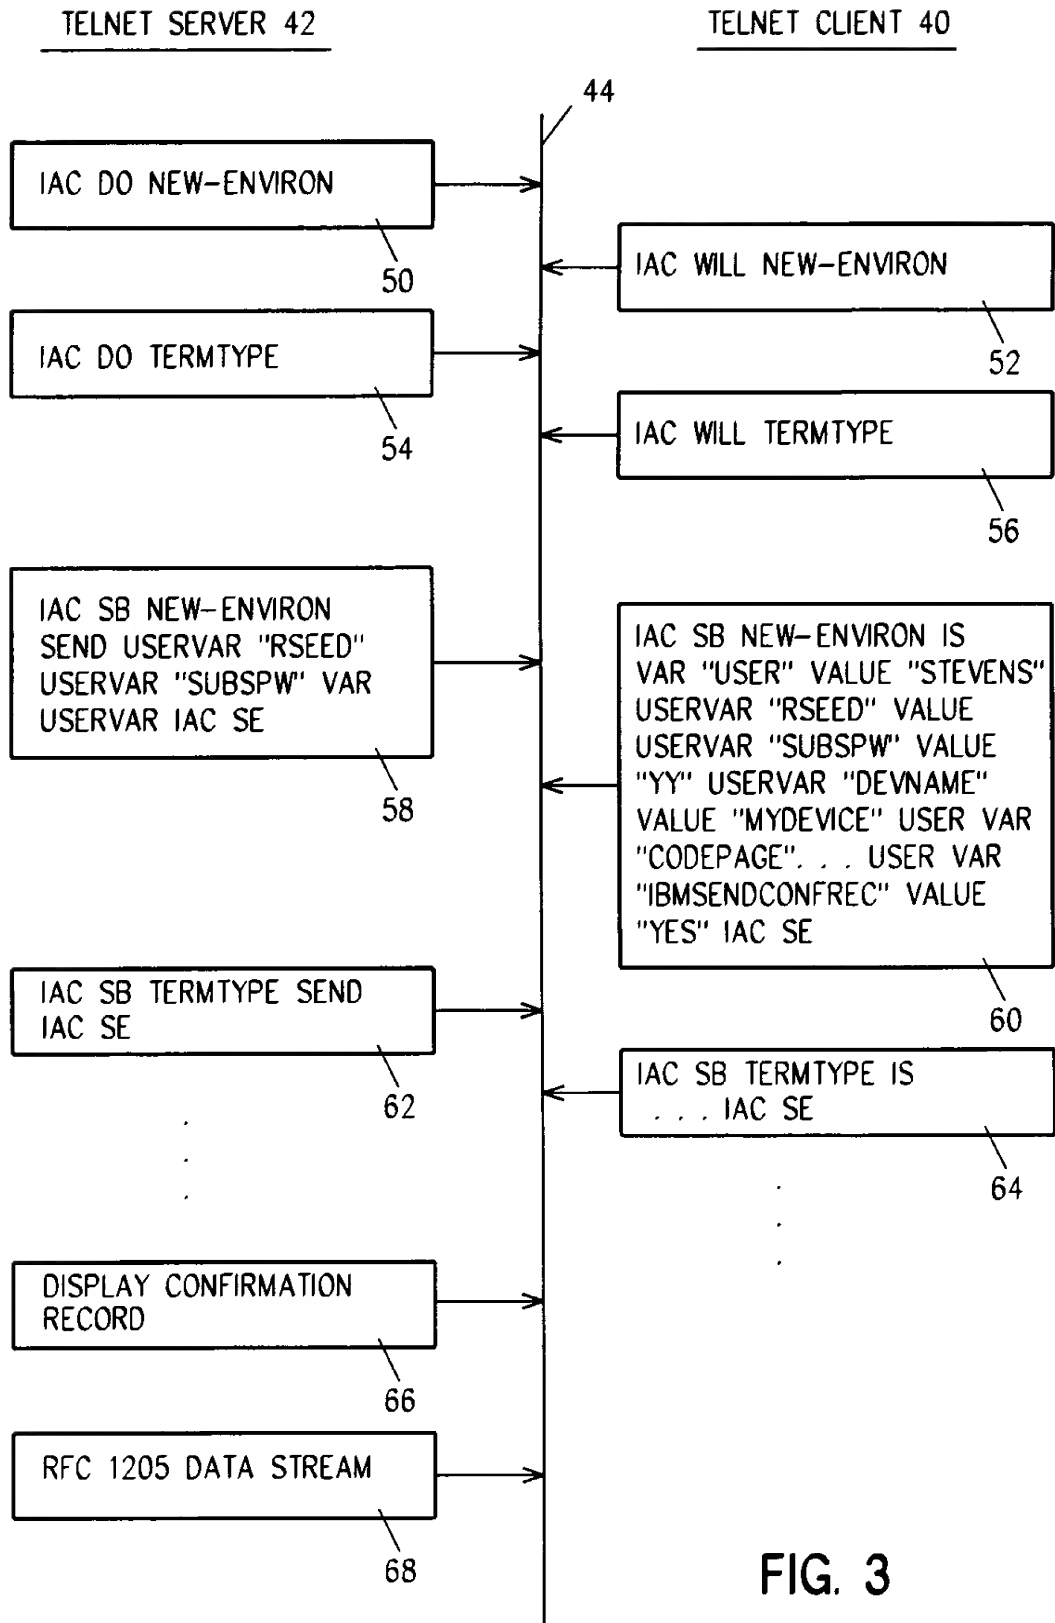 TELNET SERVER 42
TELNET CLIENT 40
44
IAC DO NEW-ENVIRON
50
IAC WILL NEW-ENVIRON
52
IAC DO TERMTYPE
54
IAC WILL TERMTYPE
56
IAC SB NEW-ENVIRON
SEND USERVAR "RSEED"
USERVAR "SUBSPW" VAR
USERVAR IAC SE
58
IAC SB NEW-ENVIRON IS
VAR "USER" VALUE "STEVENS"
USERVAR "RSEED" VALUE
USERVAR "SUBSPW" VALUE
"YY" USERVAR "DEVNAME"
VALUE "MYDEVICE" USER VAR
"CODEPAGE". . . USER VAR
"IBMSENDCONFREC" VALUE
"YES" IAC SE
60
IAC SB TERMTYPE SEND
IAC SE
62
IAC SB TERMTYPE IS
. . . IAC SE
64
DISPLAY CONFIRMATION
RECORD
66
RFC 1205 DATA STREAM
68
FIG. 3